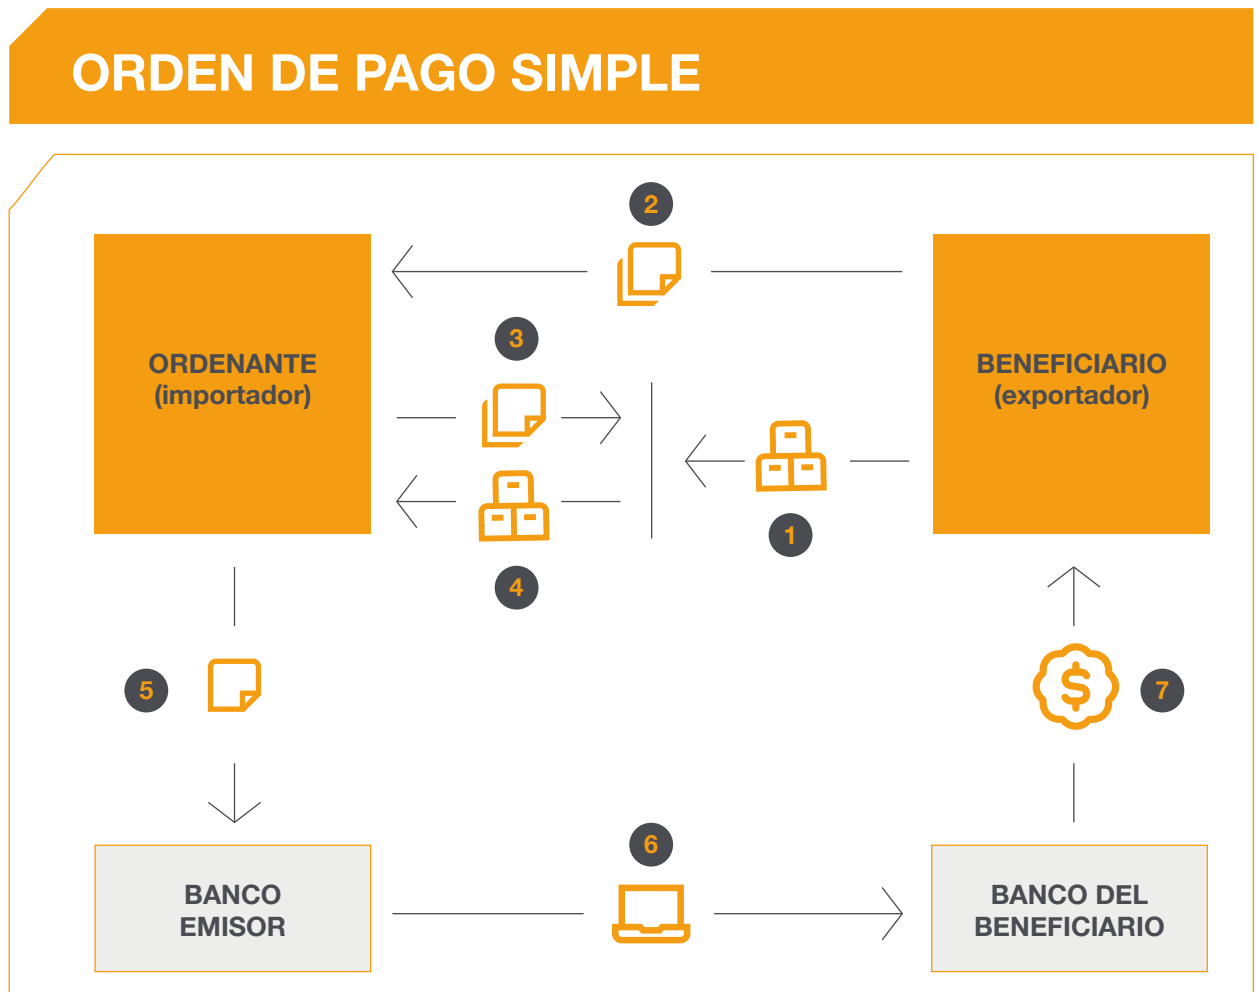 ORDEN DE PAGO SIMPLE
2
ORDENANTE
(importador)
3
4
1
BENEFICIARIO
(exportador)
5
$
7
BANCO
EMISOR
6
BANCO DEL
BENEFICIARIO